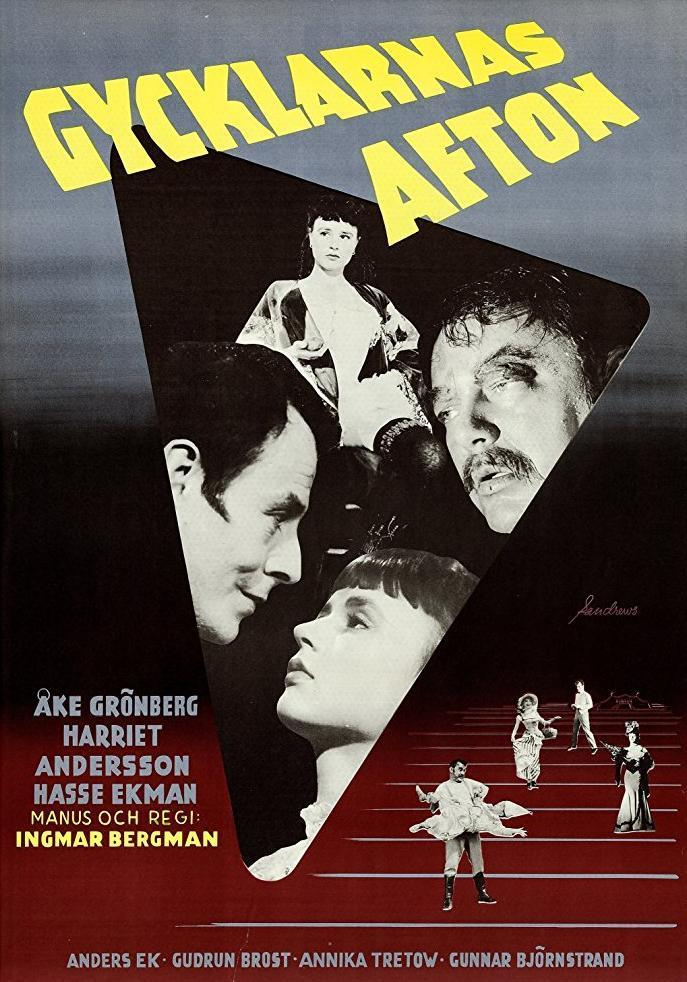 GYCKLARNAS
AFTON
Sandrews
ÅKE GRÖNBERG
HARRIET
ANDERSSON
HASSE EKMAN
MANUS OCH REGI:
INGMAR BERGMAN
ANDERS EK · GUDRUN BROST · ANNIKA TRETOW · GUNNAR BJÖRNSTRAND